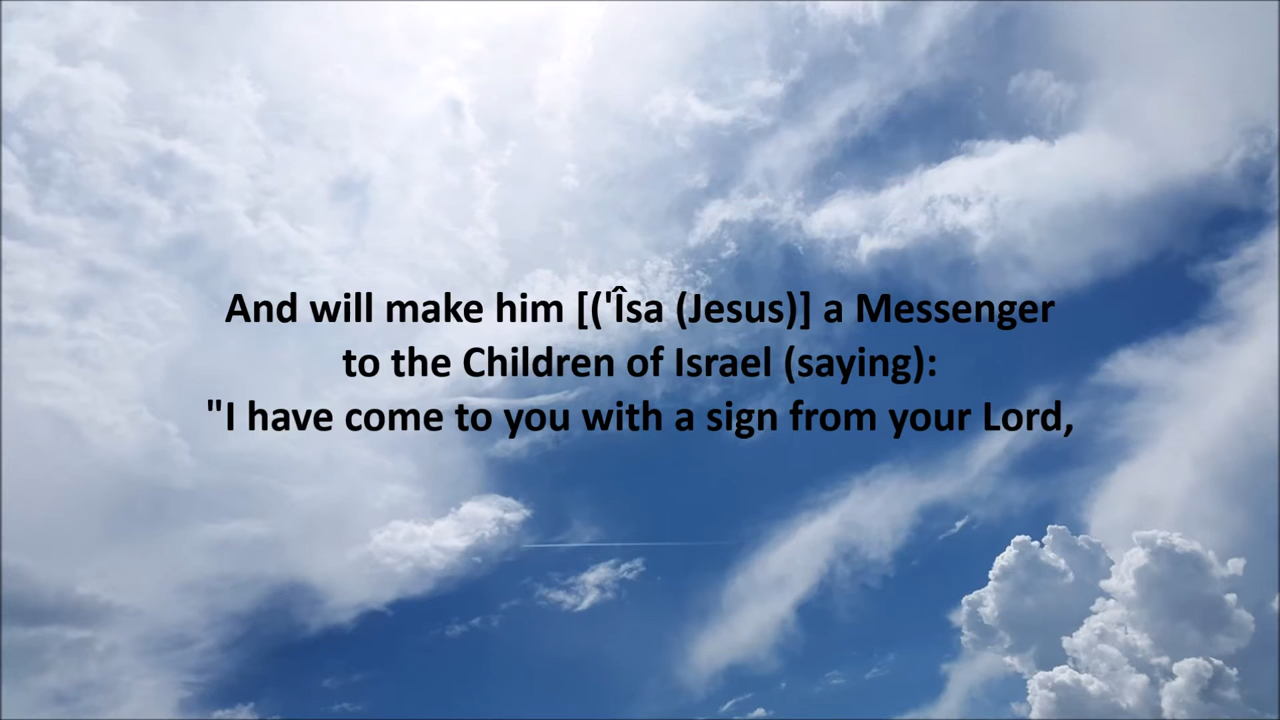 And will make him [('Îsa (Jesus)] a Messenger
to the Children of Israel (saying):
"I have come to you with a sign from your Lord,